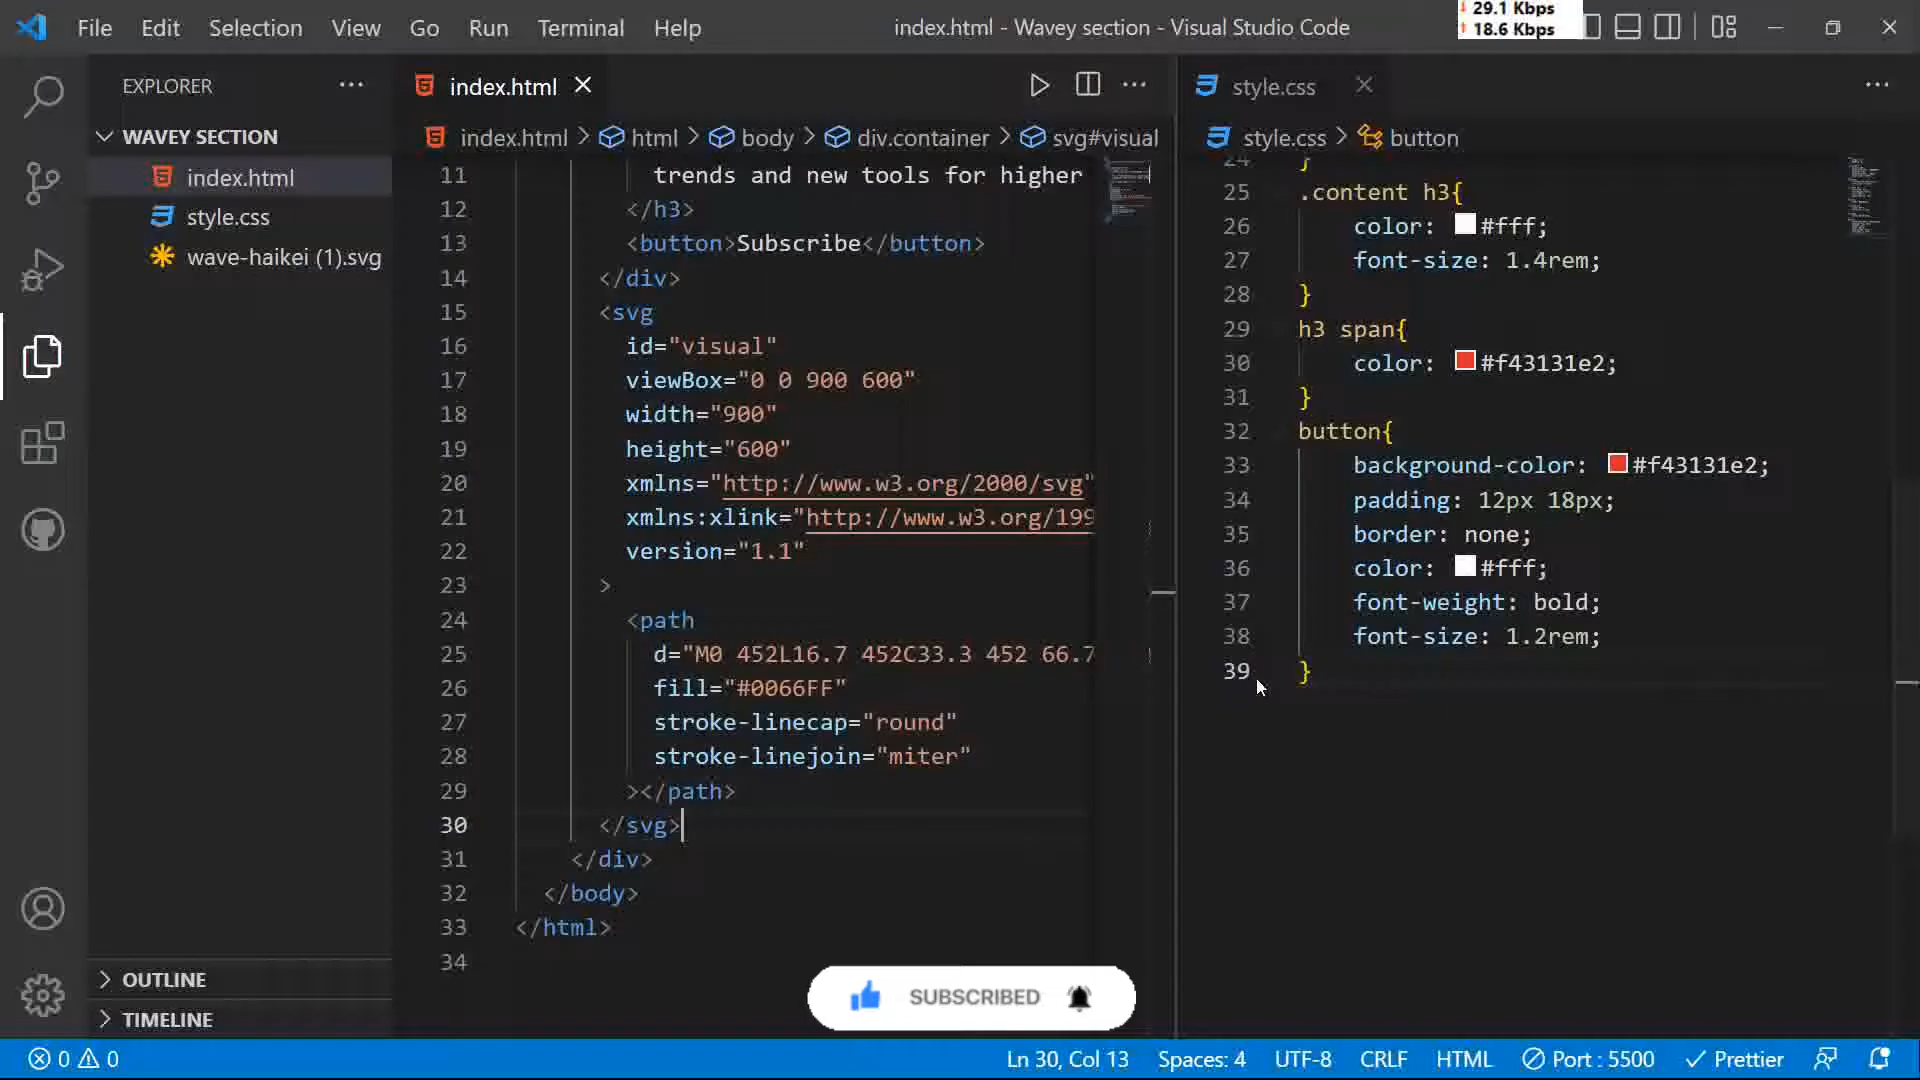 File Edit Selection View Go Run Terminal Help
index.html - Wavey section - Visual Studio Code
29.1 Kbps
18.6 Kbps
EXPLORER
WAVEY SECTION
index.html
style.css
wave-haikei (1).svg
OUTLINE
TIMELINE
index.html
index.html html body div.container svg#visual
11 trends and new tools for higher
12 </h3>
13 <button>Subscribe</button>
14 </div>
15 <svg
16 id="visual"
17 viewBox="0 0 900 600"
18 width="900"
19 height="600"
20 xmlns="http://www.w3.org/2000/svg"
21 xmlns:xlink="http://www.w3.org/199
22 version="1.1"
23 >
24 <path
25 d="M0 452L16.7 452C33.3 452 66.7
26 fill="#0066FF"
27 stroke-linecap="round"
28 stroke-linejoin="miter"
29 ></path>
30 </svg>
31 </div>
32 </body>
33 </html>
34
style.css
style.css button
24 }
25 .content h3{
26 color: #fff;
27 font-size: 1.4rem;
28 }
29 h3 span{
30 color: #f43131e2;
31 }
32 button{
33 background-color: #f43131e2;
34 padding: 12px 18px;
35 border: none;
36 color: #fff;
37 font-weight: bold;
38 font-size: 1.2rem;
39 }
SUBSCRIBED
0 0
Ln 30, Col 13 Spaces: 4 UTF-8 CRLF HTML Port : 5500 Prettier